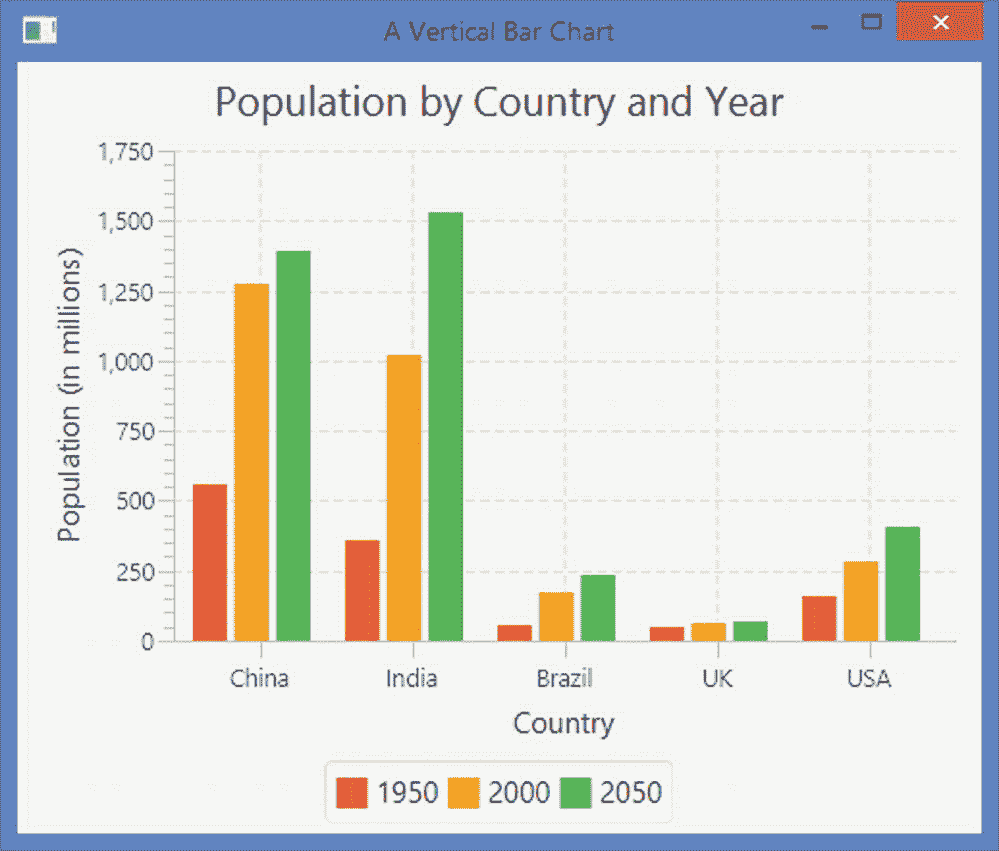 A Vertical Bar Chart
Population by Country and Year
Population (in millions)
1,750
1,500
1,250
1,000
750
500
250
0
China India Brazil UK USA
Country
1950 2000 2050